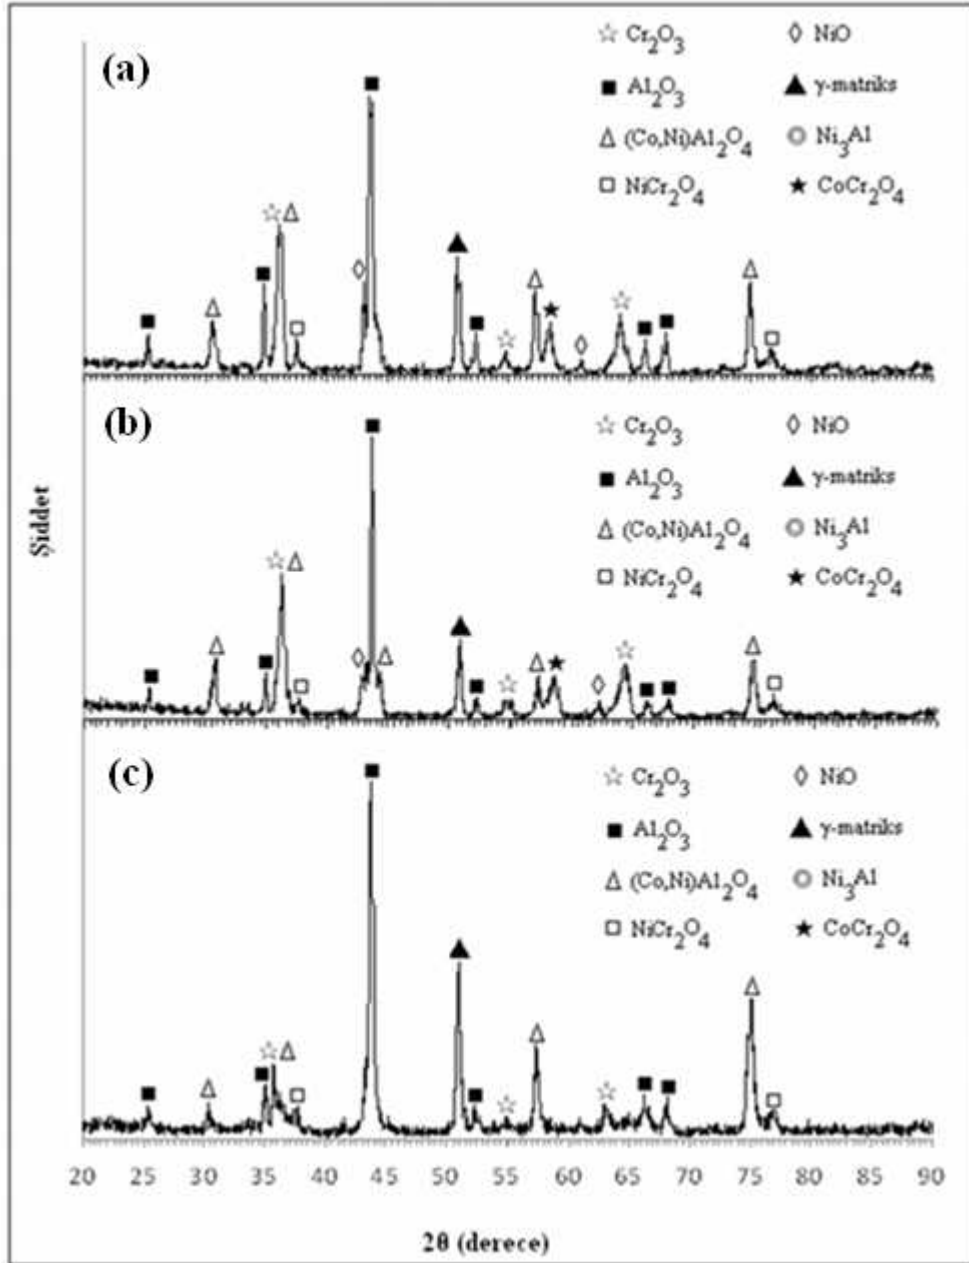 (a)
☆ Cr2O3 ◊ NiO
■ Al2O3 ▲ γ-matriks
△ (Co,Ni)Al2O4 ○ Ni3Al
□ NiCr2O4 ★ CoCr2O4
(b)
☆ Cr2O3 ◊ NiO
■ Al2O3 ▲ γ-matriks
△ (Co,Ni)Al2O4 ○ Ni3Al
□ NiCr2O4 ★ CoCr2O4
Şiddet
(c)
☆ Cr2O3 ◊ NiO
■ Al2O3 ▲ γ-matriks
△ (Co,Ni)Al2O4 ○ Ni3Al
□ NiCr2O4 ★ CoCr2O4
20 25 30 35 40 45 50 55 60 65 70 75 80 85 90
2θ (derece)